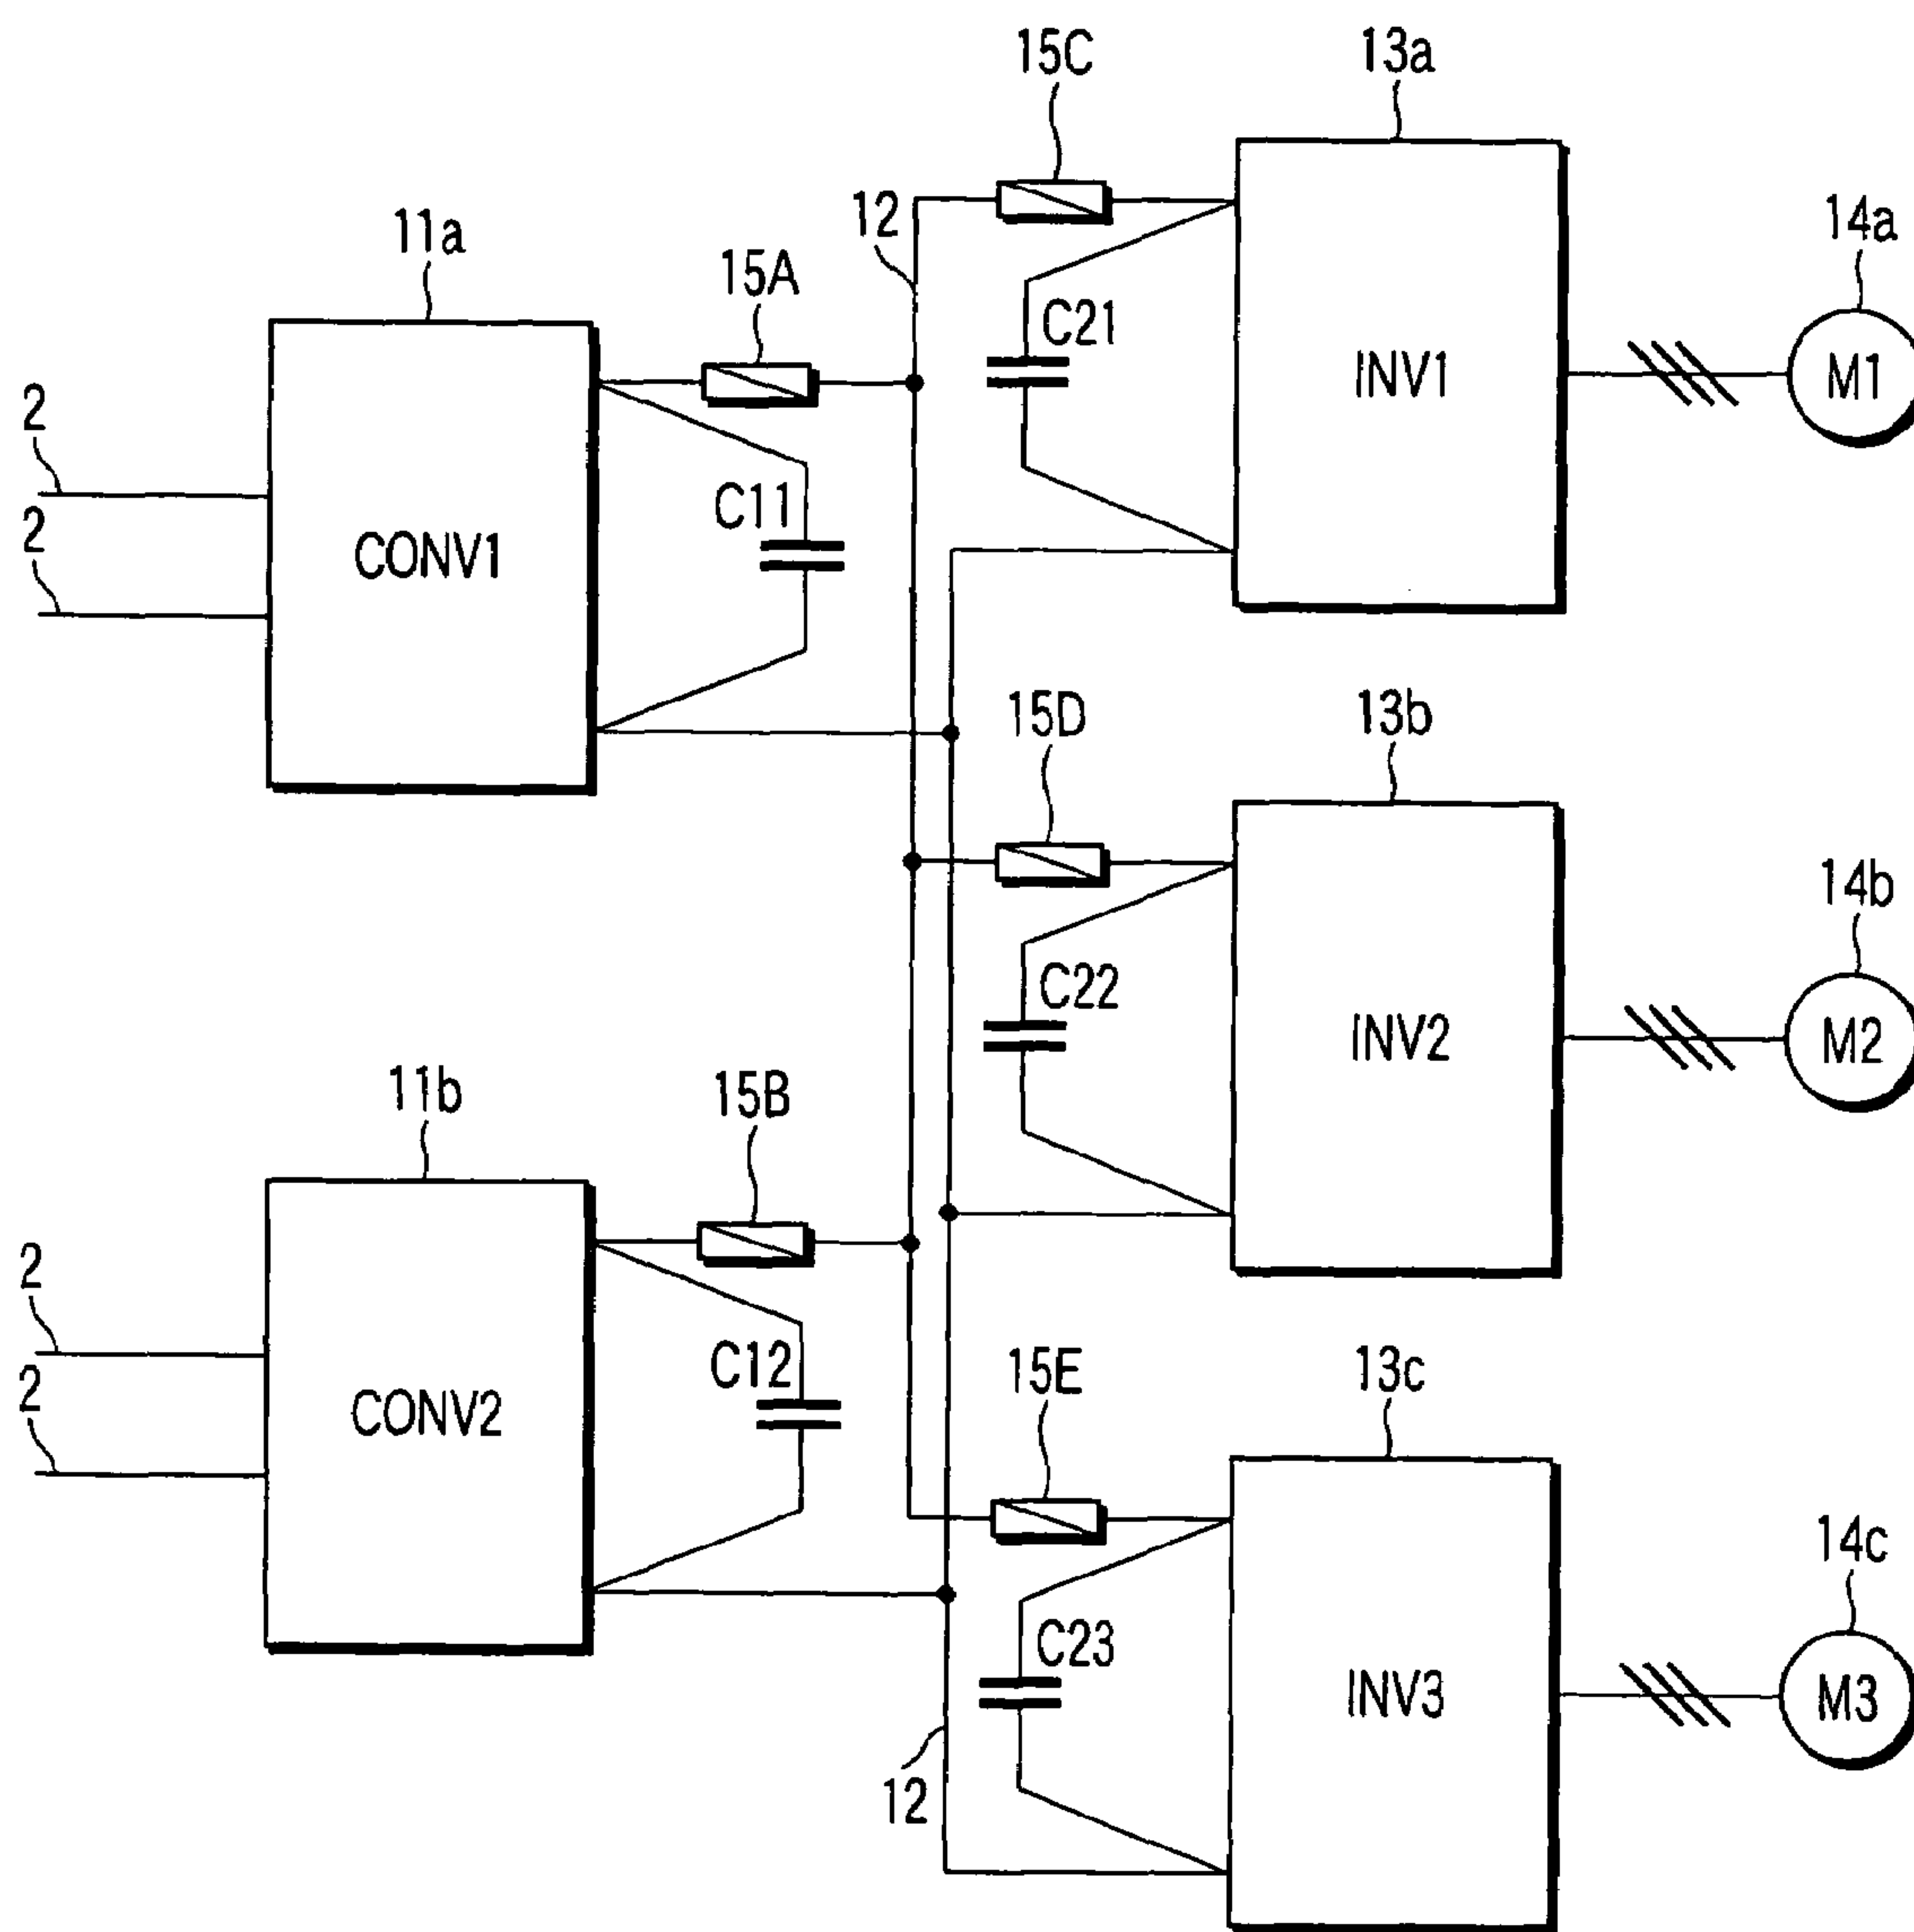 15C
13a
12
14a
11a
15A
C21
INV1
M1
2
C11
2
CONV1
15D
13b
14b
C22
INV2
M2
11b
15B
2
C12
15E
13c
2
CONV2
14c
C23
INV3
M3
12